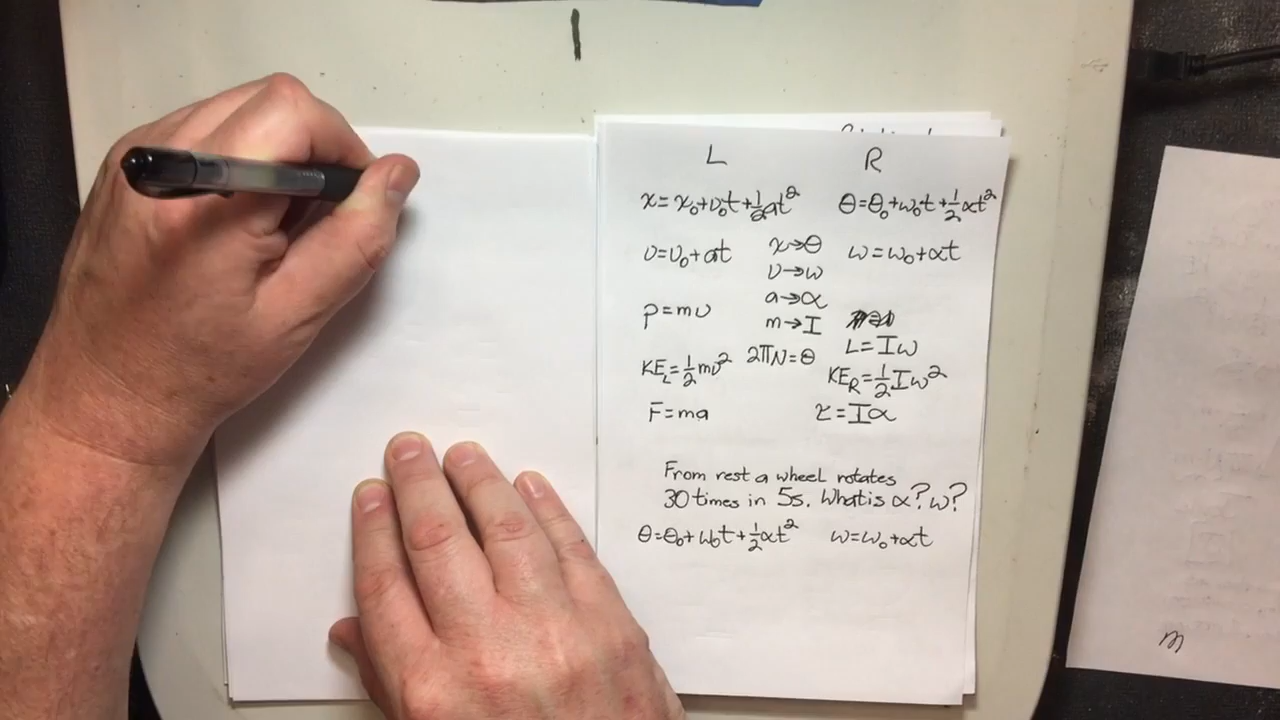 L R
x=x₀+v₀t+½at² θ=θ₀+ω₀t+½αt²
v=v₀+at x→θ ω=ω₀+αt
v→ω
a→α
p=mv m→I
L=Iω
KE_L=½mv² 2πN=θ KE_R=½Iω²
F=ma τ=Iα
From rest a wheel rotates
30 times in 5s. What is α? ω?
θ=θ₀+ω₀t+½αt² ω=ω₀+αt
m